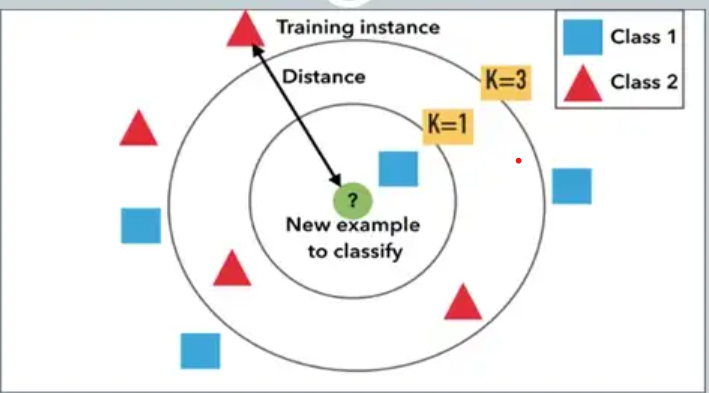 Training instance
Class 1
Distance
K=3
Class 2
K=1
?
New example
to classify